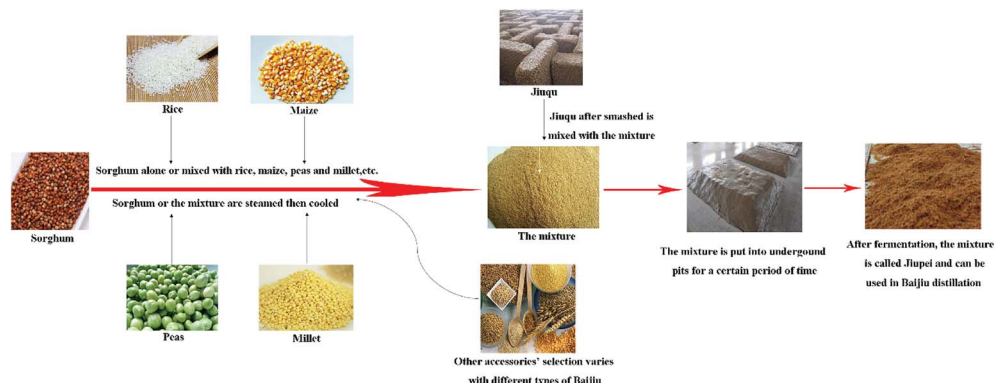 Rice
Maize
Jiuqu
Jiuqu after smashed is
mixed with the mixture
Sorghum alone or mixed with rice, maize, peas and millet,etc.
Sorghum or the mixture are steamed then cooled
Sorghum
The mixture
The mixture is put into undergound
pits for a certain period of time
After fermentation, the mixture
is called Jiupei and can be
used in Baijiu distillation
Peas
Millet
Other accessories' selection varies
with different types of Baijiu